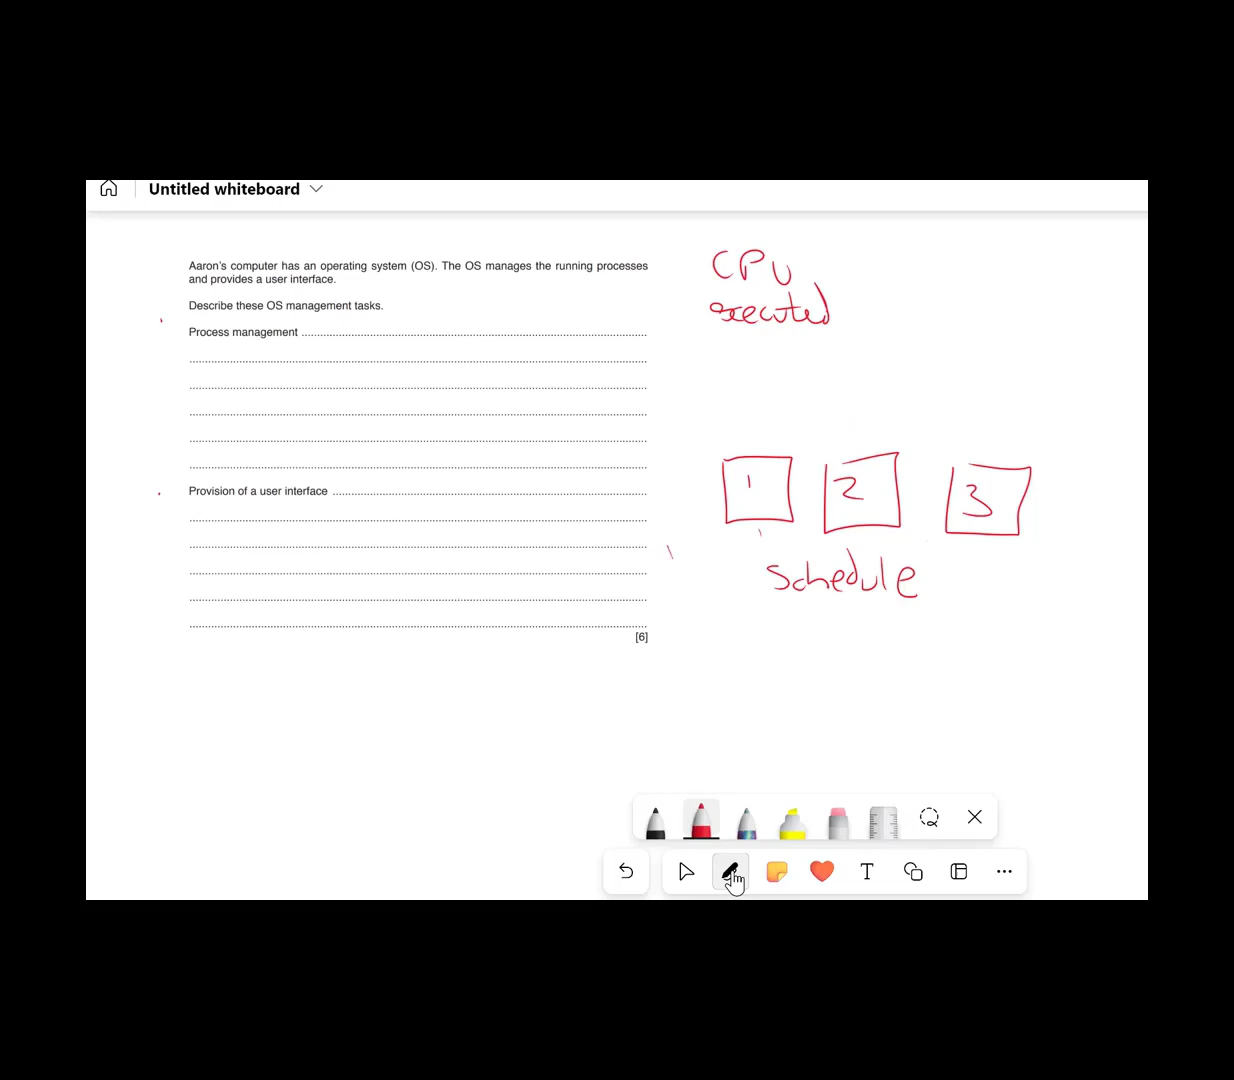 Untitled whiteboard
Aaron's computer has an operating system (OS). The OS manages the running processes
and provides a user interface.
Describe these OS management tasks.
Process management ....................................................................................................................
....................................................................................................................
....................................................................................................................
....................................................................................................................
....................................................................................................................
....................................................................................................................
Provision of a user interface ....................................................................................................................
....................................................................................................................
....................................................................................................................
....................................................................................................................
....................................................................................................................
....................................................................................................................
[6]
CPU
executed
1 2 3
Schedule
T